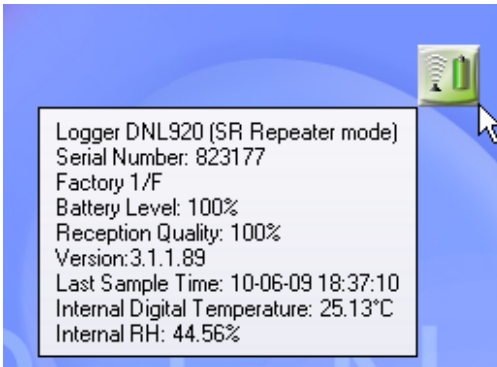 Logger DNL920 (SR Repeater mode)
Serial Number: 823177
Factory 1/F
Battery Level: 100%
Reception Quality: 100%
Version:3.1.1.89
Last Sample Time: 10-06-09 18:37:10
Internal Digital Temperature: 25.13°C
Internal RH: 44.56%